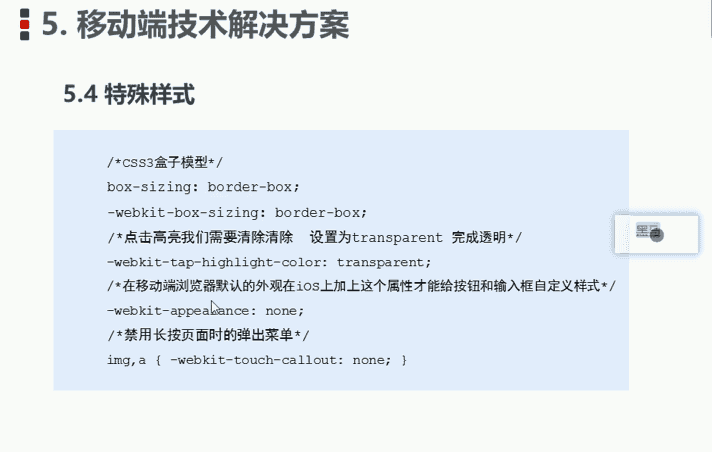 5. 移动端技术解决方案
5.4 特殊样式
/*CSS3盒子模型*/
box-sizing: border-box;
-webkit-box-sizing: border-box;
/*点击高亮我们需要清除清除  设置为transparent 完成透明*/
-webkit-tap-highlight-color: transparent;
/*在移动端浏览器默认的外观在ios上加上这个属性才能给按钮和输入框自定义样式*/
-webkit-appearance: none;
/*禁用长按页面时的弹出菜单*/
img,a { -webkit-touch-callout: none; }